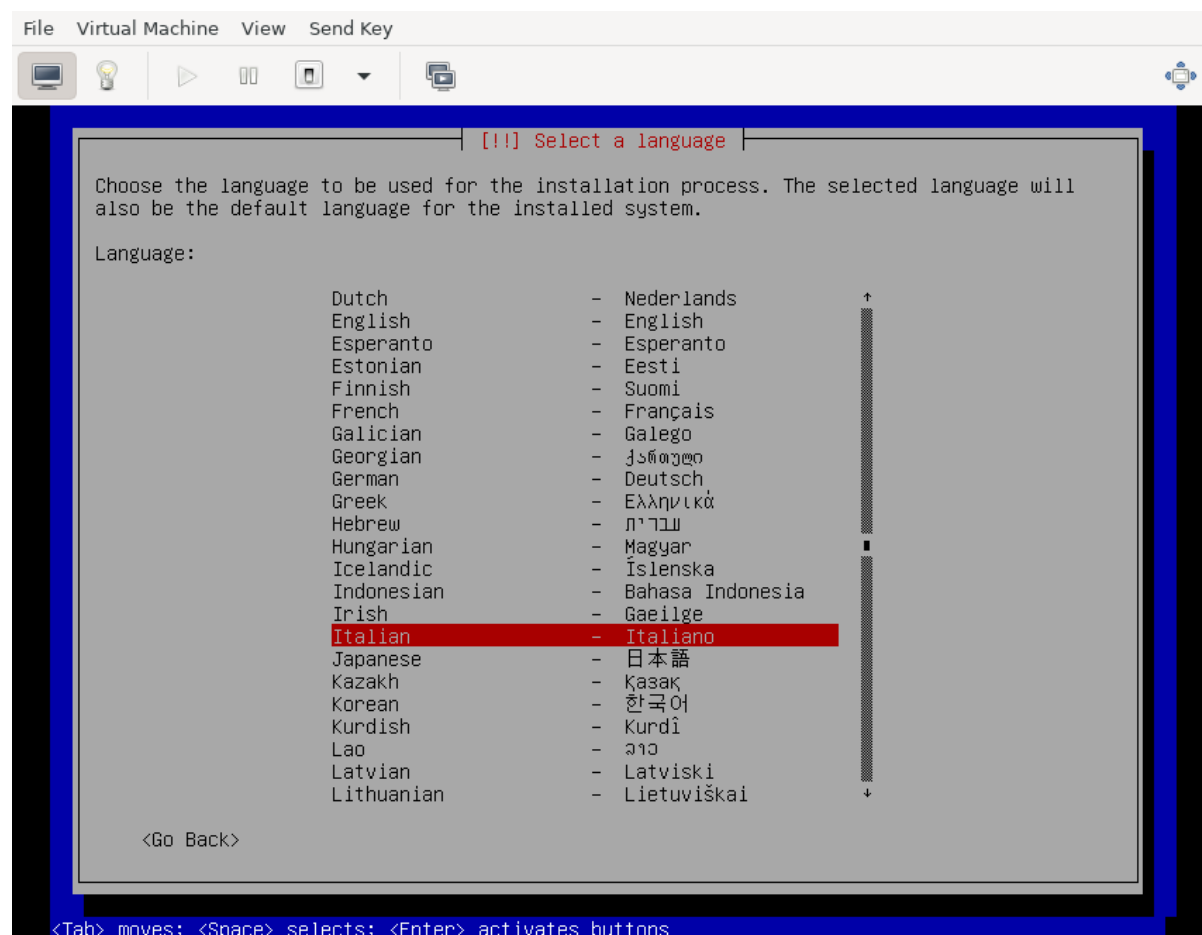 File Virtual Machine View Send Key
[!!] Select a language
Choose the language to be used for the installation process. The selected language will
also be the default language for the installed system.
Language:
Dutch - Nederlands
English - English
Esperanto - Esperanto
Estonian - Eesti
Finnish - Suomi
French - Français
Galician - Galego
Georgian - ქართული
German - Deutsch
Greek - Ελληνικά
Hebrew - עברית
Hungarian - Magyar
Icelandic - Íslenska
Indonesian - Bahasa Indonesia
Irish - Gaeilge
Italian - Italiano
Japanese - 日本語
Kazakh - Қазақ
Korean - 한국어
Kurdish - Kurdî
Lao - ລາວ
Latvian - Latviski
Lithuanian - Lietuviškai
<Go Back>
<Tab> moves; <Space> selects; <Enter> activates buttons